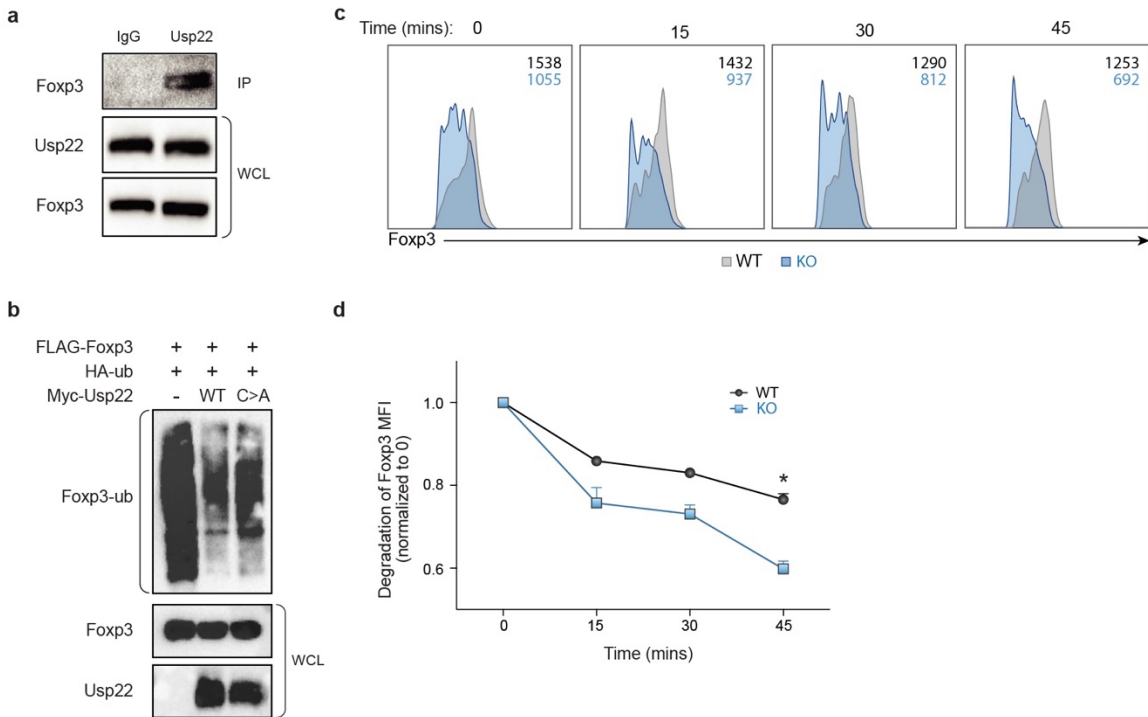 a
IgG Usp22
Foxp3 IP
Usp22
WCL
Foxp3
b
FLAG-Foxp3 + + +
HA-ub + + +
Myc-Usp22 - WT C>A
Foxp3-ub
Foxp3
WCL
Usp22
c
Time (mins): 0 15 30 45
1538 1432 1290 1253
1055 937 812 692
Foxp3
WT KO
d
WT
KO
1.0
0.8
0.6
*
Degradation of Foxp3 MFI
(normalized to 0)
0 15 30 45
Time (mins)